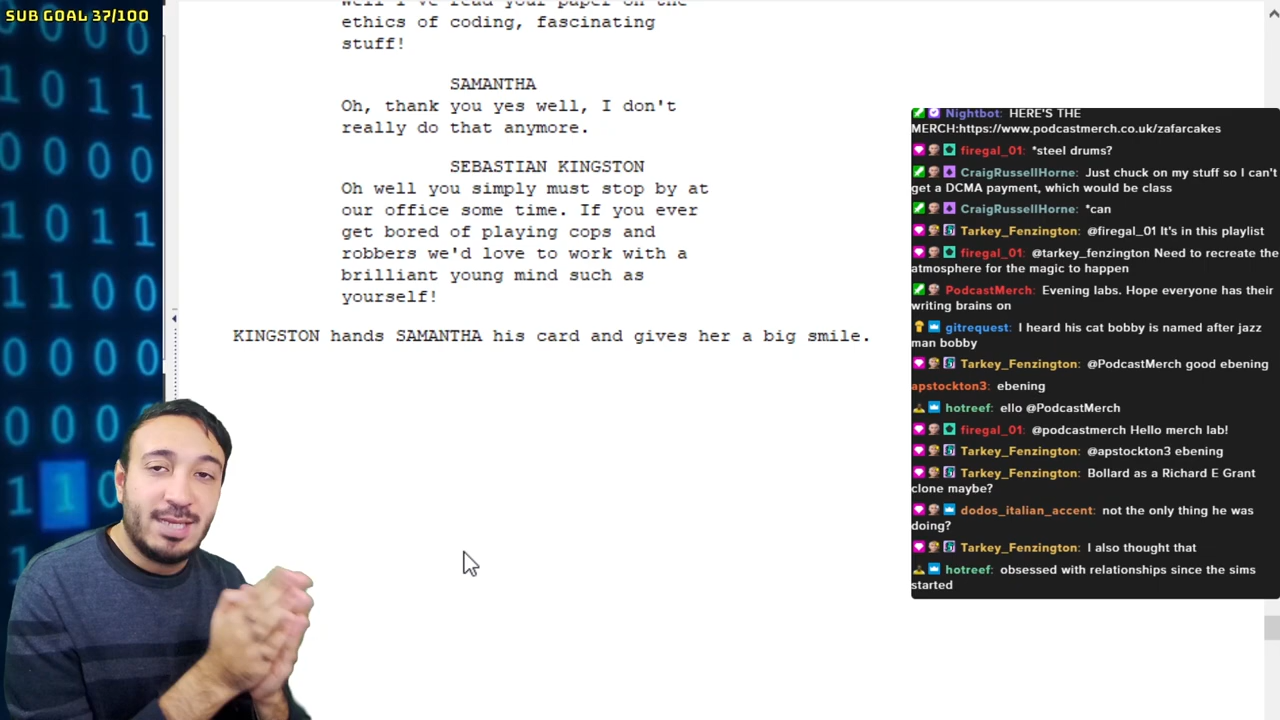 SUB GOAL 37/100
well I've read your paper on the
ethics of coding, fascinating
stuff!
SAMANTHA
Oh, thank you yes well, I don't
really do that anymore.
SEBASTIAN KINGSTON
Oh well you simply must stop by at
our office some time. If you ever
get bored of playing cops and
robbers we'd love to work with a
brilliant young mind such as
yourself!
KINGSTON hands SAMANTHA his card and gives her a big smile.
Nightbot: HERE'S THE
MERCH:https://www.podcastmerch.co.uk/zafarcakes
firegal_01: *steel drums?
CraigRussellHorne: Just chuck on my stuff so I can't
get a DCMA payment, which would be class
CraigRussellHorne: *can
Tarkey_Fenzington: @firegal_01 It's in this playlist
firegal_01: @tarkey_fenzington Need to recreate the
atmosphere for the magic to happen
PodcastMerch: Evening labs. Hope everyone has their
writing brains on
gitrequest: I heard his cat bobby is named after jazz
man bobby
Tarkey_Fenzington: @PodcastMerch good ebening
apstockton3: ebening
hotreef: ello @PodcastMerch
firegal_01: @podcastmerch Hello merch lab!
Tarkey_Fenzington: @apstockton3 ebening
Tarkey_Fenzington: Bollard as a Richard E Grant
clone maybe?
dodos_italian_accent: not the only thing he was
doing?
Tarkey_Fenzington: I also thought that
hotreef: obsessed with relationships since the sims
started